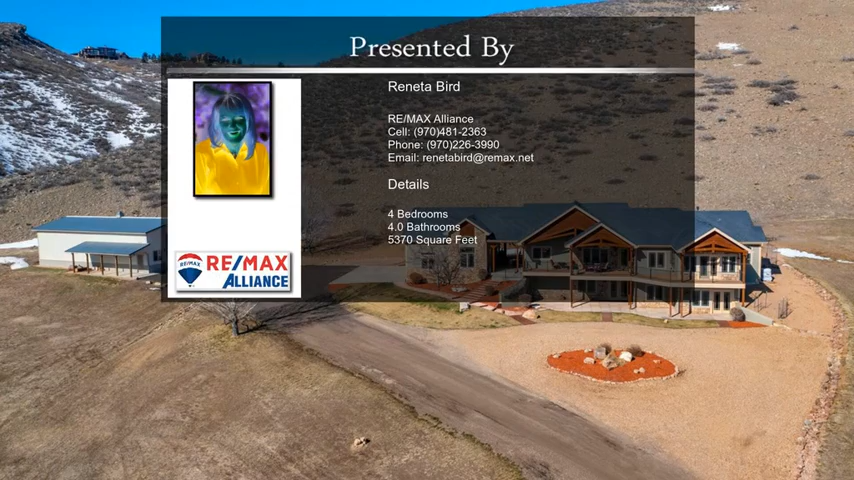 Presented By
Reneta Bird
RE/MAX Alliance
Cell: (970)481-2363
Phone: (970)226-3990
Email: renetabird@remax.net
Details
4 Bedrooms
4.0 Bathrooms
5370 Square Feet
RE/MAX
RE/MAX
ALLIANCE